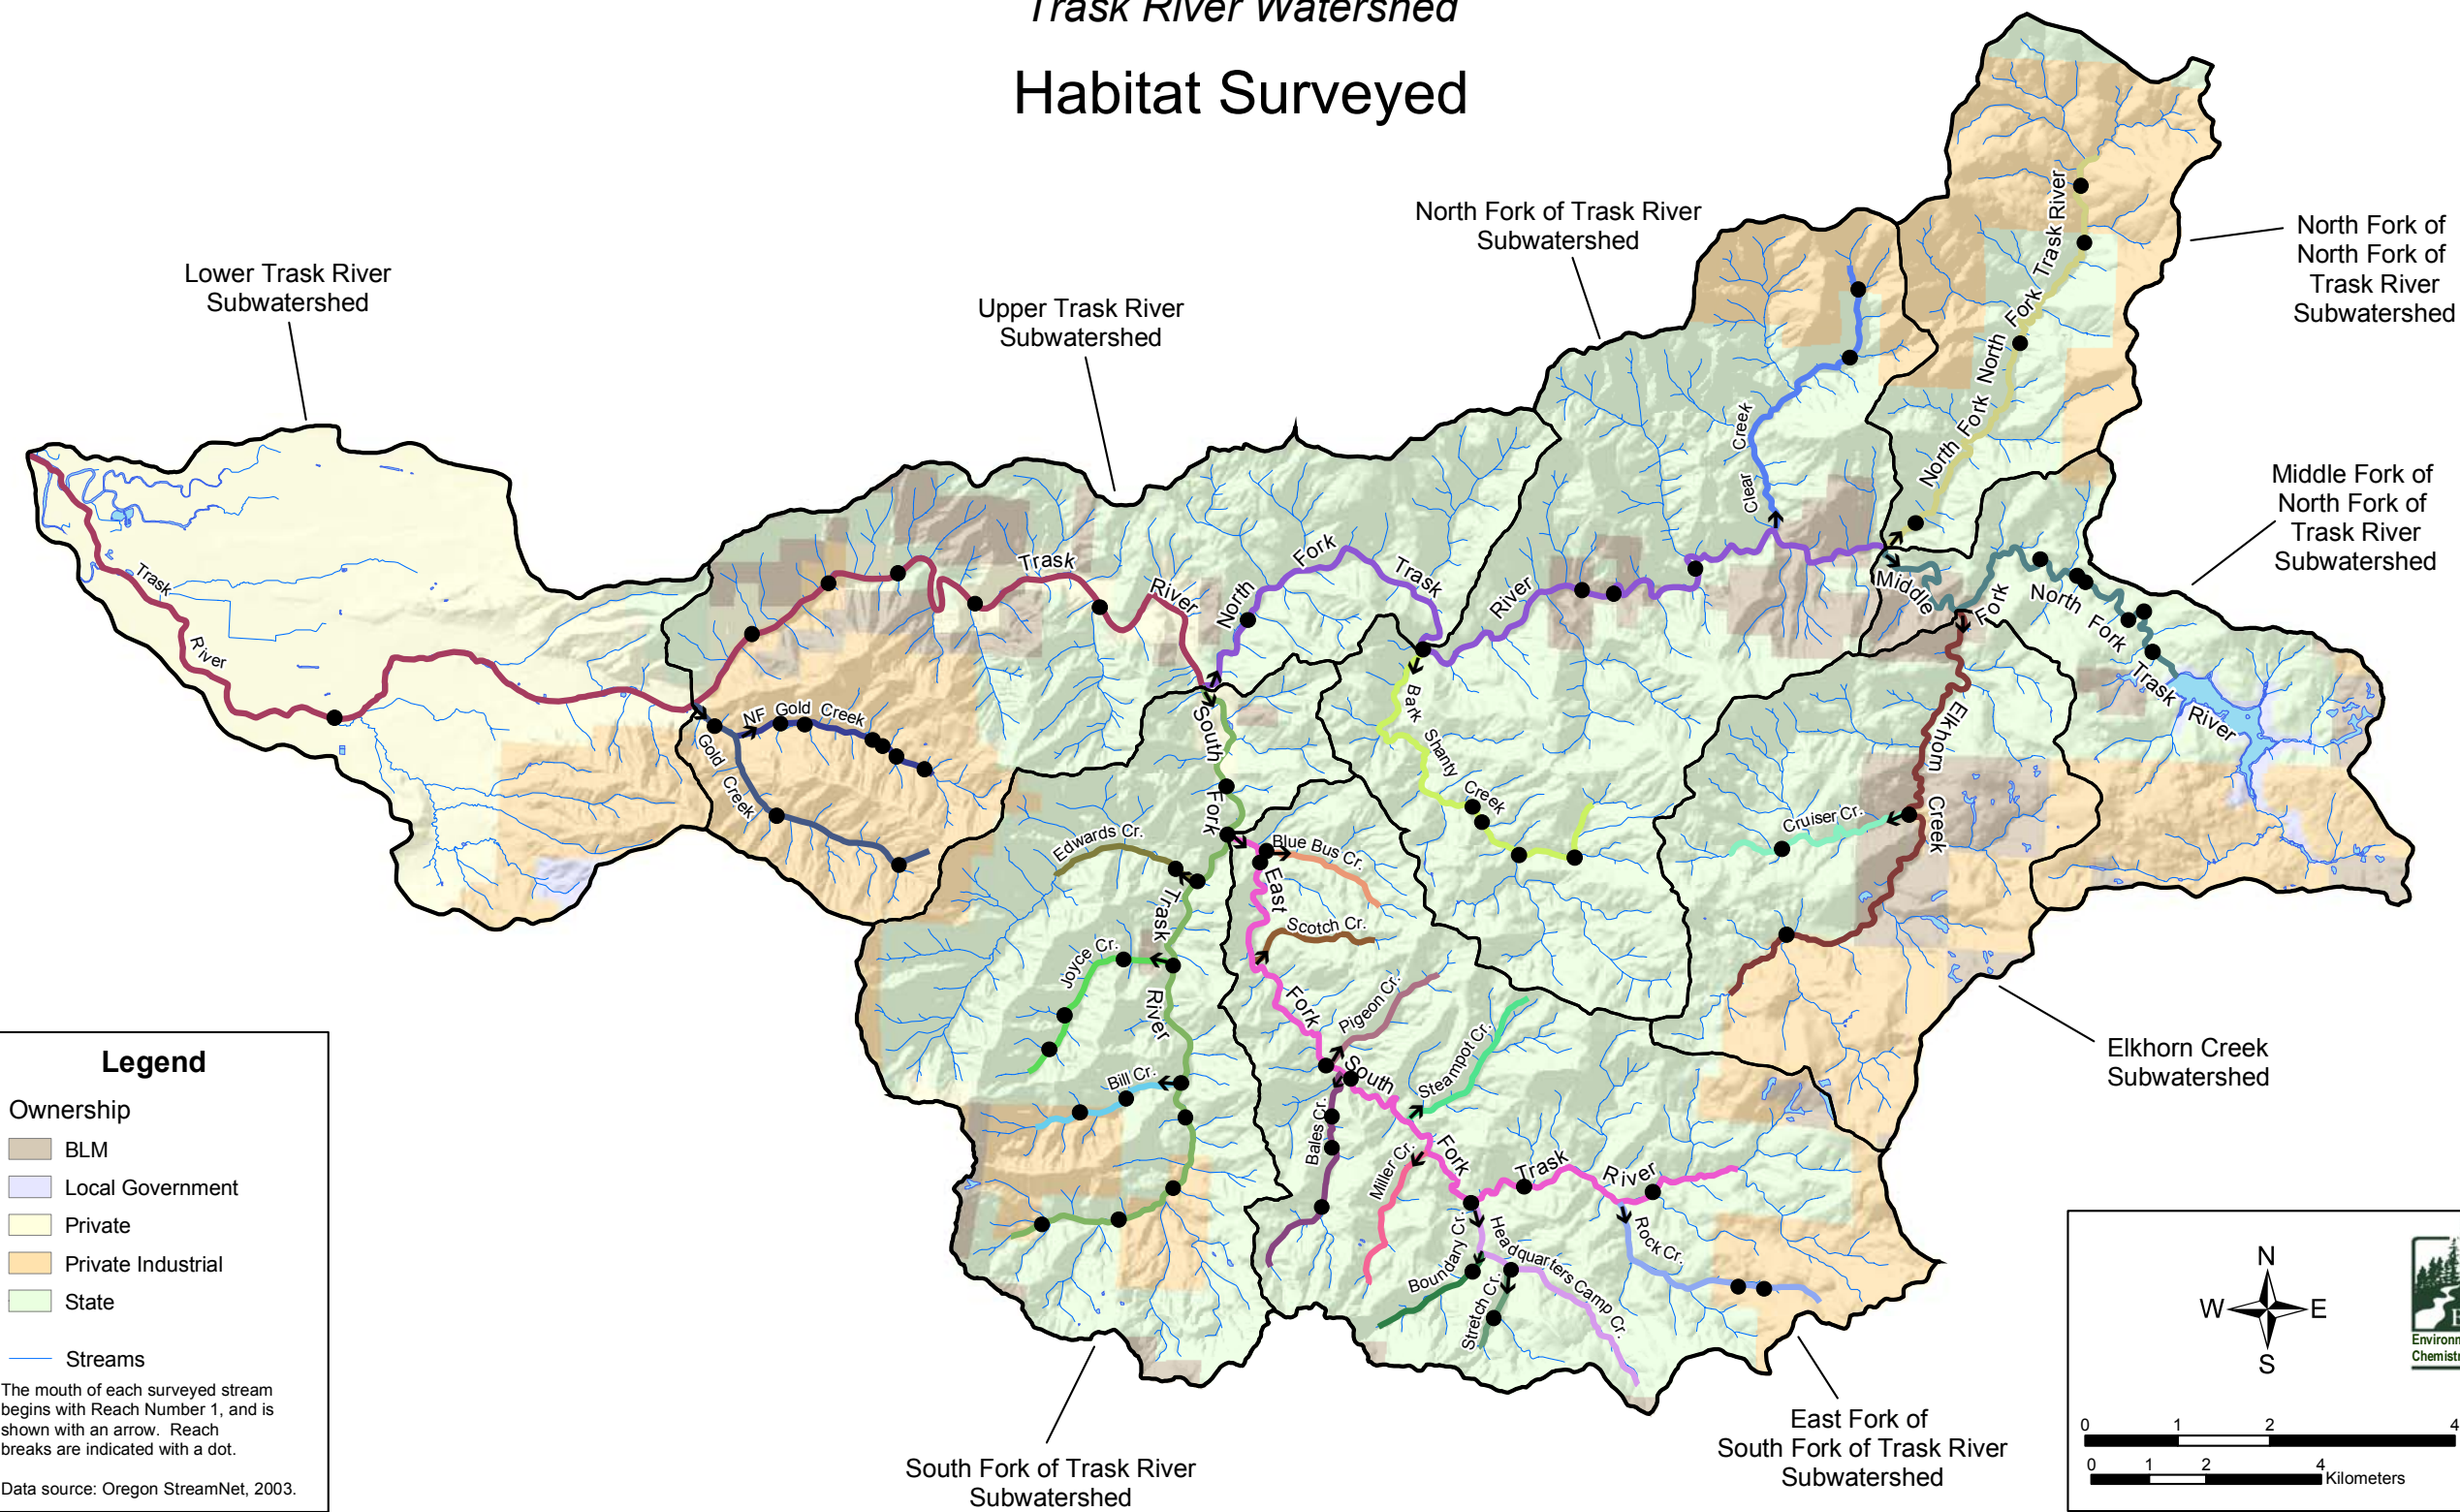 Trask River Watershed
Habitat Surveyed
North Fork of Trask River
Subwatershed
North Fork of
North Fork of
Trask River
Subwatershed
Lower Trask River
Subwatershed
Upper Trask River
Subwatershed
Middle Fork of
North Fork of
Trask River
Subwatershed
North Fork North Fork Trask River
Clear Creek
Trask River
Trask River
North Fork Trask River
Middle Fork North Fork Trask River
NF Gold Creek
Gold Creek
Bark Shanty Creek
Elkhorn Creek
Cruiser Cr.
South Fork Trask River
Edwards Cr.
Blue Bus Cr.
East Fork South Fork Trask River
Scotch Cr.
Joyce Cr.
Pigeon Cr.
Steampot Cr.
Bill Cr.
Bales Cr.
Miller Cr.
Boundary Cr.
Headquarters Camp Cr.
Stretch Cr.
Rock Cr.
Elkhorn Creek
Subwatershed
East Fork of
South Fork of Trask River
Subwatershed
South Fork of Trask River
Subwatershed
Legend
Ownership
BLM
Local Government
Private
Private Industrial
State
Streams
The mouth of each surveyed stream
begins with Reach Number 1, and is
shown with an arrow. Reach
breaks are indicated with a dot.
Data source: Oregon StreamNet, 2003.
N
W E
S
0 1 2 4
0 1 2 4 Kilometers